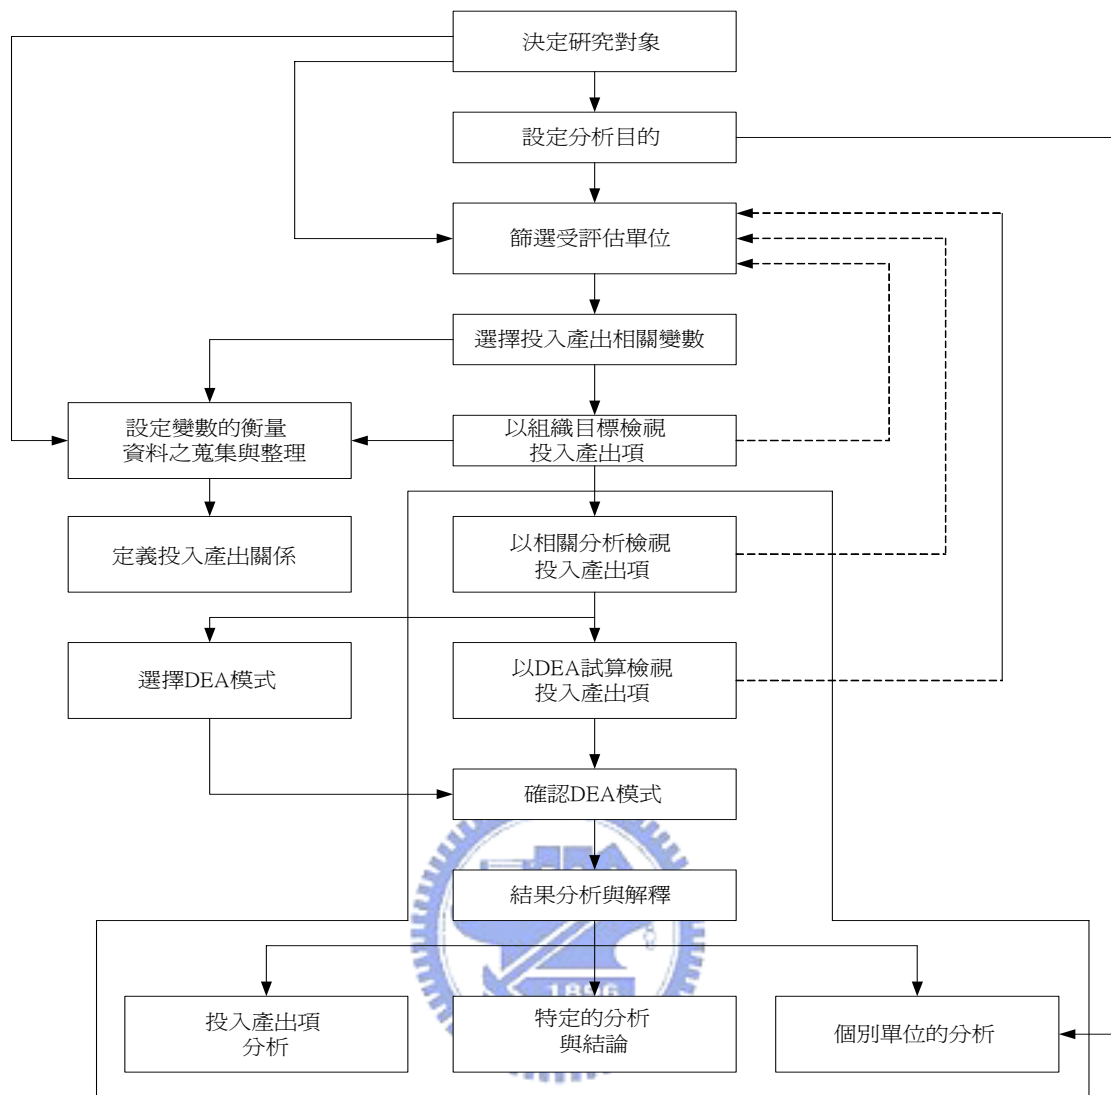 決定研究對象
設定分析目的
篩選受評估單位
選擇投入產出相關變數
設定變數的衡量
資料之蒐集與整理
以組織目標檢視
投入產出項
定義投入產出關係
以相關分析檢視
投入產出項
選擇DEA模式
以DEA試算檢視
投入產出項
確認DEA模式
結果分析與解釋
1896
投入產出項
分析
特定的分析
與結論
個別單位的分析